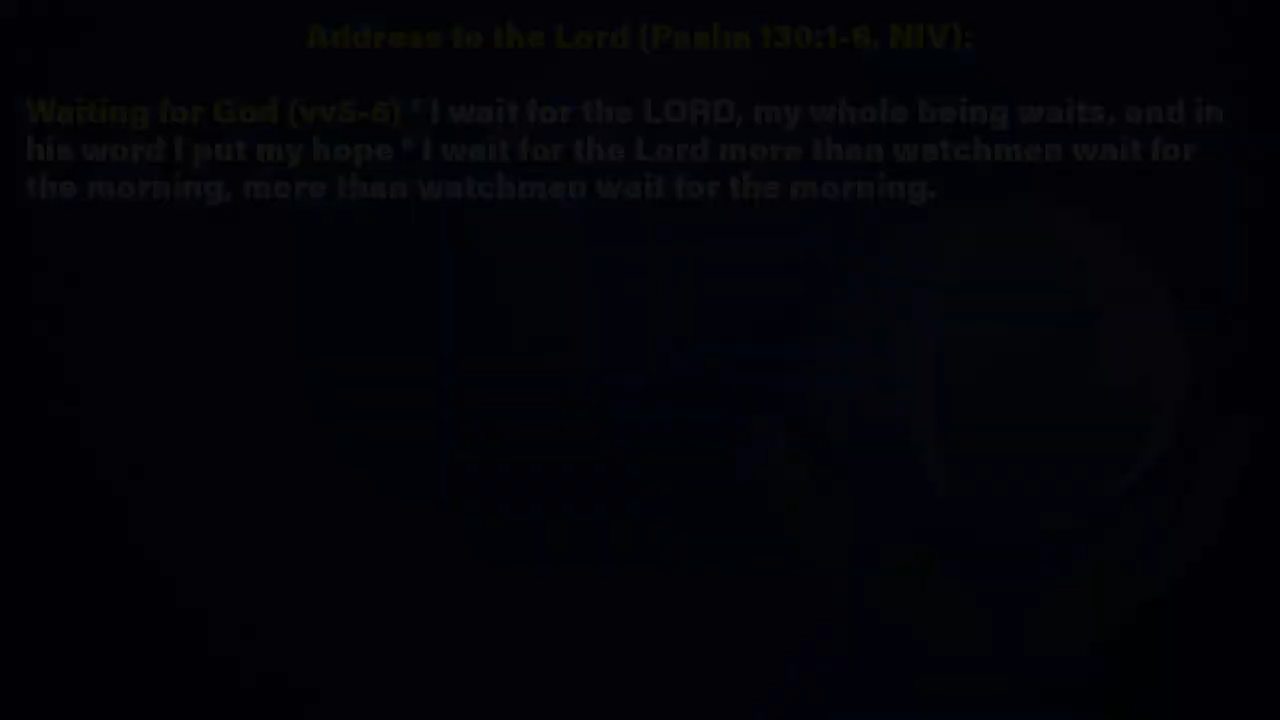 Address to the Lord (Psalm 130:1-6, NIV):
Waiting for God (vv5-6) ⁵ I wait for the LORD, my whole being waits, and in
his word I put my hope ⁶ I wait for the Lord more than watchmen wait for
the morning, more than watchmen wait for the morning.